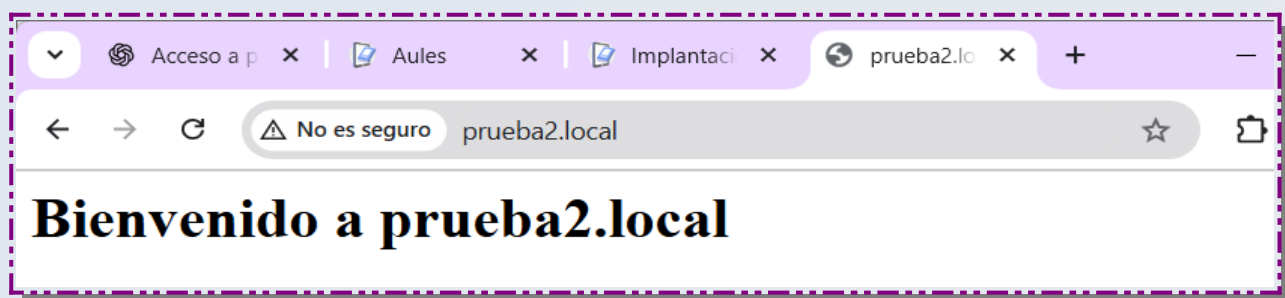 Acceso a p
Aules
Implantaci
prueba2.lo
No es seguro prueba2.local
Bienvenido a prueba2.local